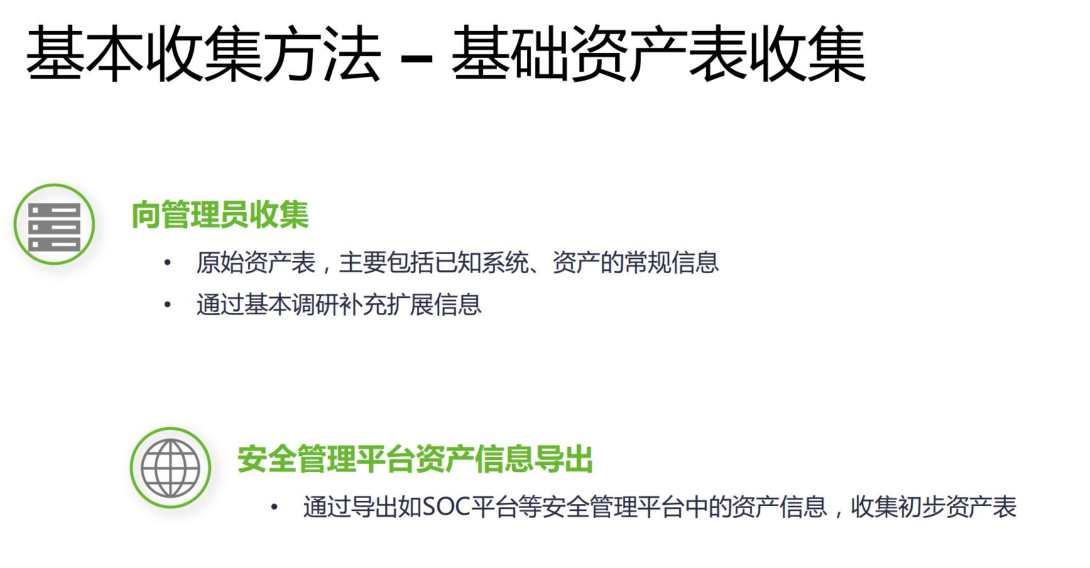 基本收集方法 – 基础资产表收集
向管理员收集
• 原始资产表，主要包括已知系统、资产的常规信息
• 通过基本调研补充扩展信息
安全管理平台资产信息导出
• 通过导出如SOC平台等安全管理平台中的资产信息，收集初步资产表